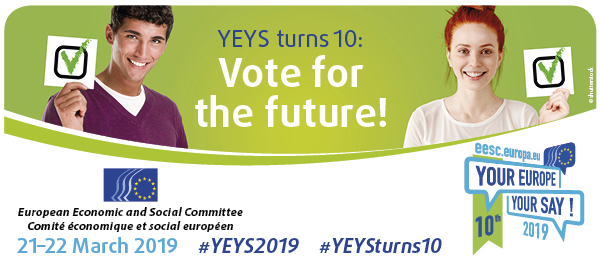 YEYS turns 10:
Vote for
the future!
© shutterstock
eesc.europa.eu
YOUR EUROPE
YOUR SAY !
10th
2019
European Economic and Social Committee
Comité économique et social européen
21-22 March 2019 #YEYS2019 #YEYSturns10